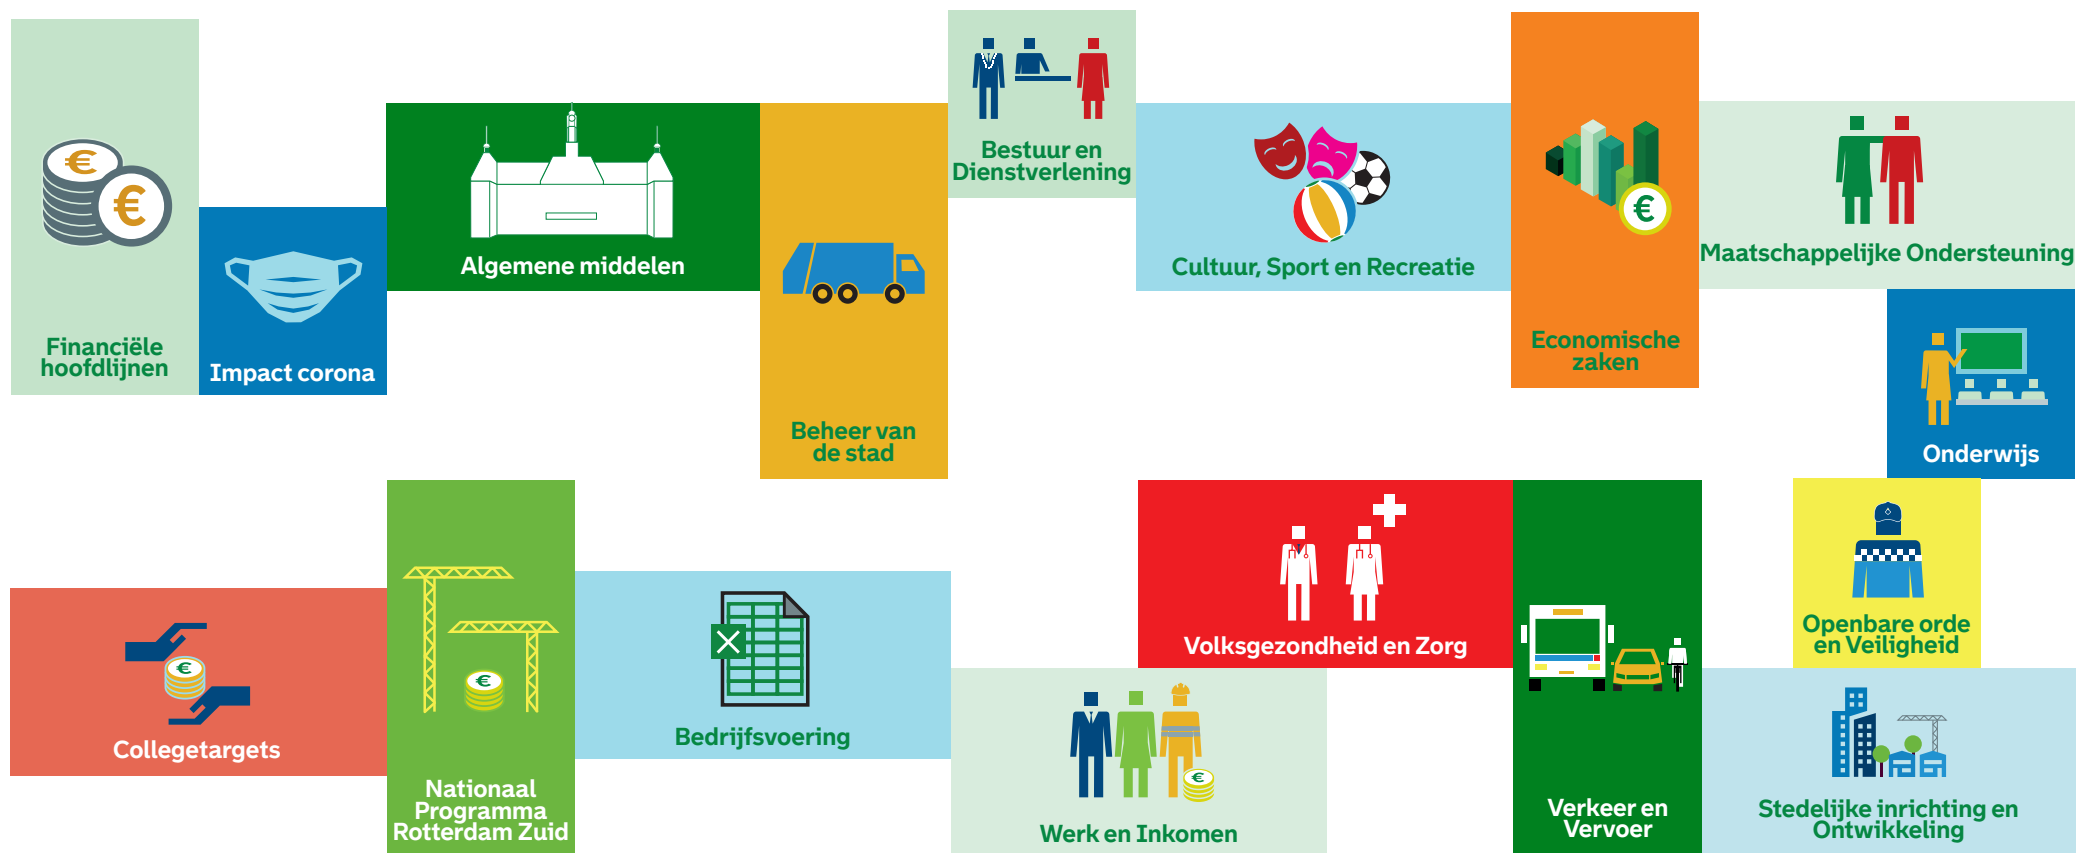 Financiële
hoofdlijnen
Impact corona
Algemene middelen
Beheer van
de stad
Bestuur en
Dienstverlening
Cultuur, Sport en Recreatie
Economische
zaken
Maatschappelijke Ondersteuning
Onderwijs
Openbare orde
en Veiligheid
Stedelijke inrichting en
Ontwikkeling
Verkeer en
Vervoer
Volksgezondheid en Zorg
Werk en Inkomen
Bedrijfsvoering
Nationaal
Programma
Rotterdam Zuid
Collegetargets